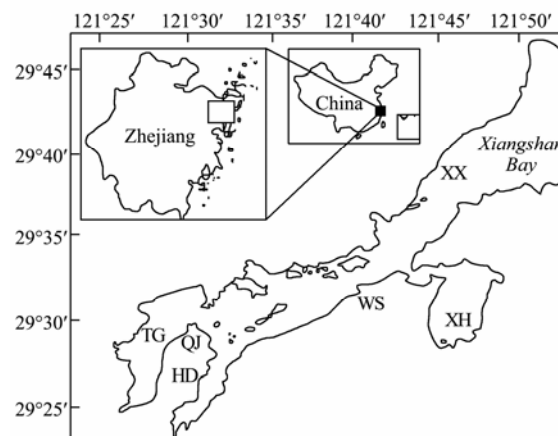 121°25′ 121°30′ 121°35′ 121°40′ 121°45′ 121°50′
29°45′
29°40′
29°35′
29°30′
29°25′
Zhejiang
China
Xiangshan
Bay
XX
WS
XH
TG
QJ
HD